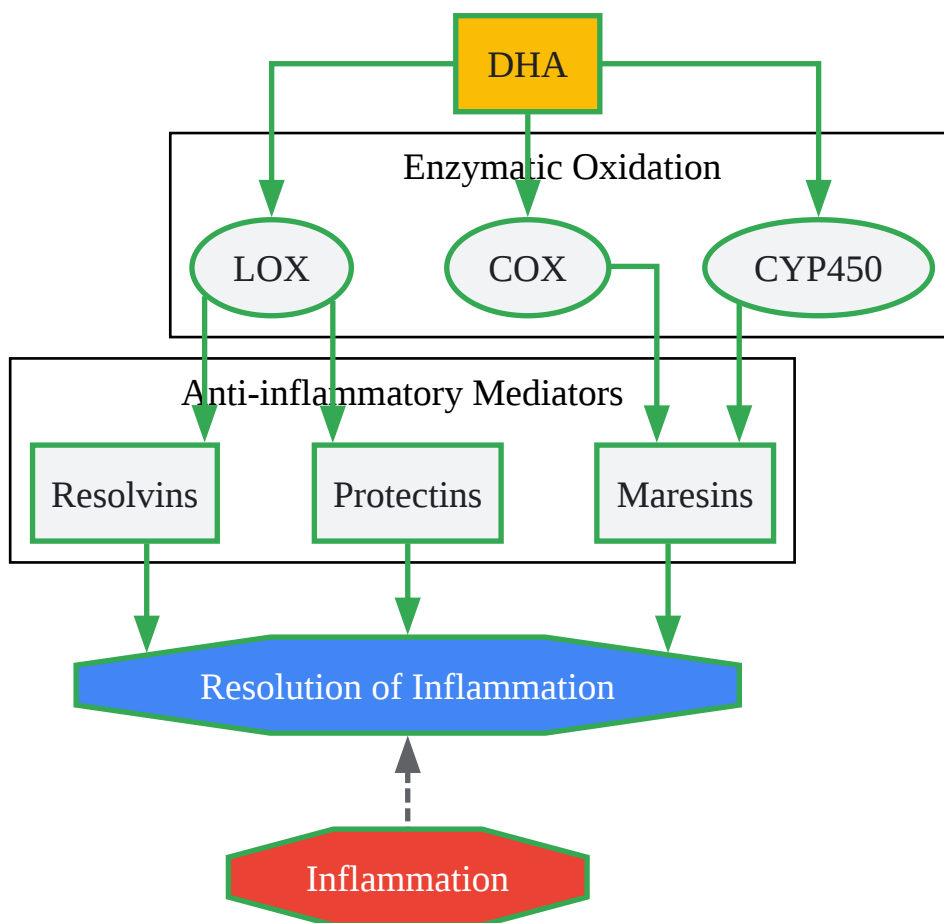 DHA
Enzymatic Oxidation
LOX
COX
CYP450
Anti-inflammatory Mediators
Resolvins
Protectins
Maresins
Resolution of Inflammation
Inflammation